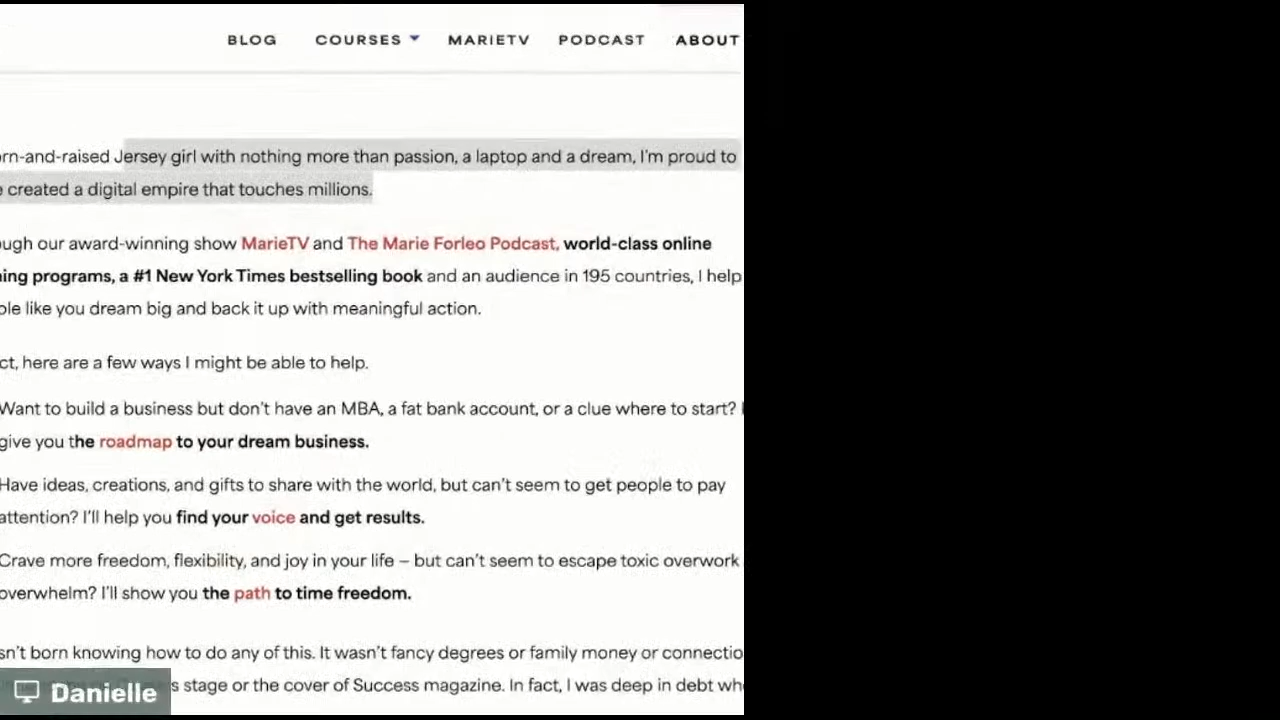 BLOG COURSES MARIETV PODCAST ABOUT
rn-and-raised Jersey girl with nothing more than passion, a laptop and a dream, I'm proud to
e created a digital empire that touches millions.
ough our award-winning show MarieTV and The Marie Forleo Podcast, world-class online
ning programs, a #1 New York Times bestselling book and an audience in 195 countries, I help
ple like you dream big and back it up with meaningful action.
ct, here are a few ways I might be able to help.
Want to build a business but don't have an MBA, a fat bank account, or a clue where to start? I
give you the roadmap to your dream business.
Have ideas, creations, and gifts to share with the world, but can't seem to get people to pay
attention? I'll help you find your voice and get results.
Crave more freedom, flexibility, and joy in your life – but can't seem to escape toxic overwork
overwhelm? I'll show you the path to time freedom.
sn't born knowing how to do any of this. It wasn't fancy degrees or family money or connectio
s stage or the cover of Success magazine. In fact, I was deep in debt wh
Danielle